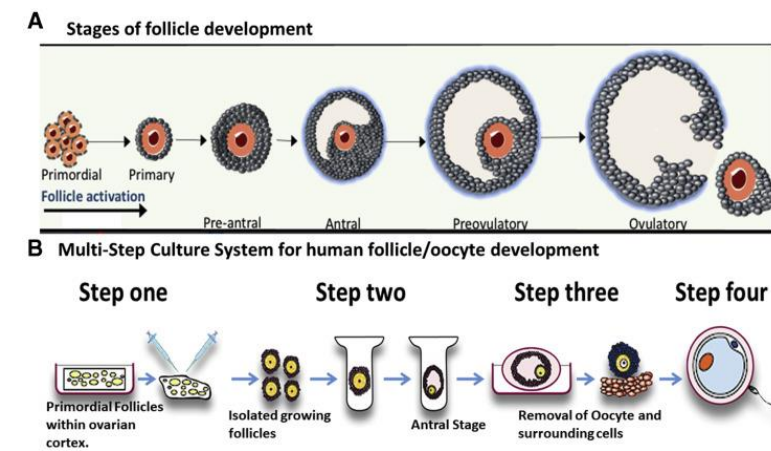 A Stages of follicle development
Primordial
Primary
Follicle activation
Pre-antral
Antral
Preovulatory
Ovulatory
B Multi-Step Culture System for human follicle/oocyte development
Step one
Step two
Step three
Step four
Primordial Follicles
within ovarian
cortex.
Isolated growing
follicles
Antral Stage
Removal of Oocyte and
surrounding cells